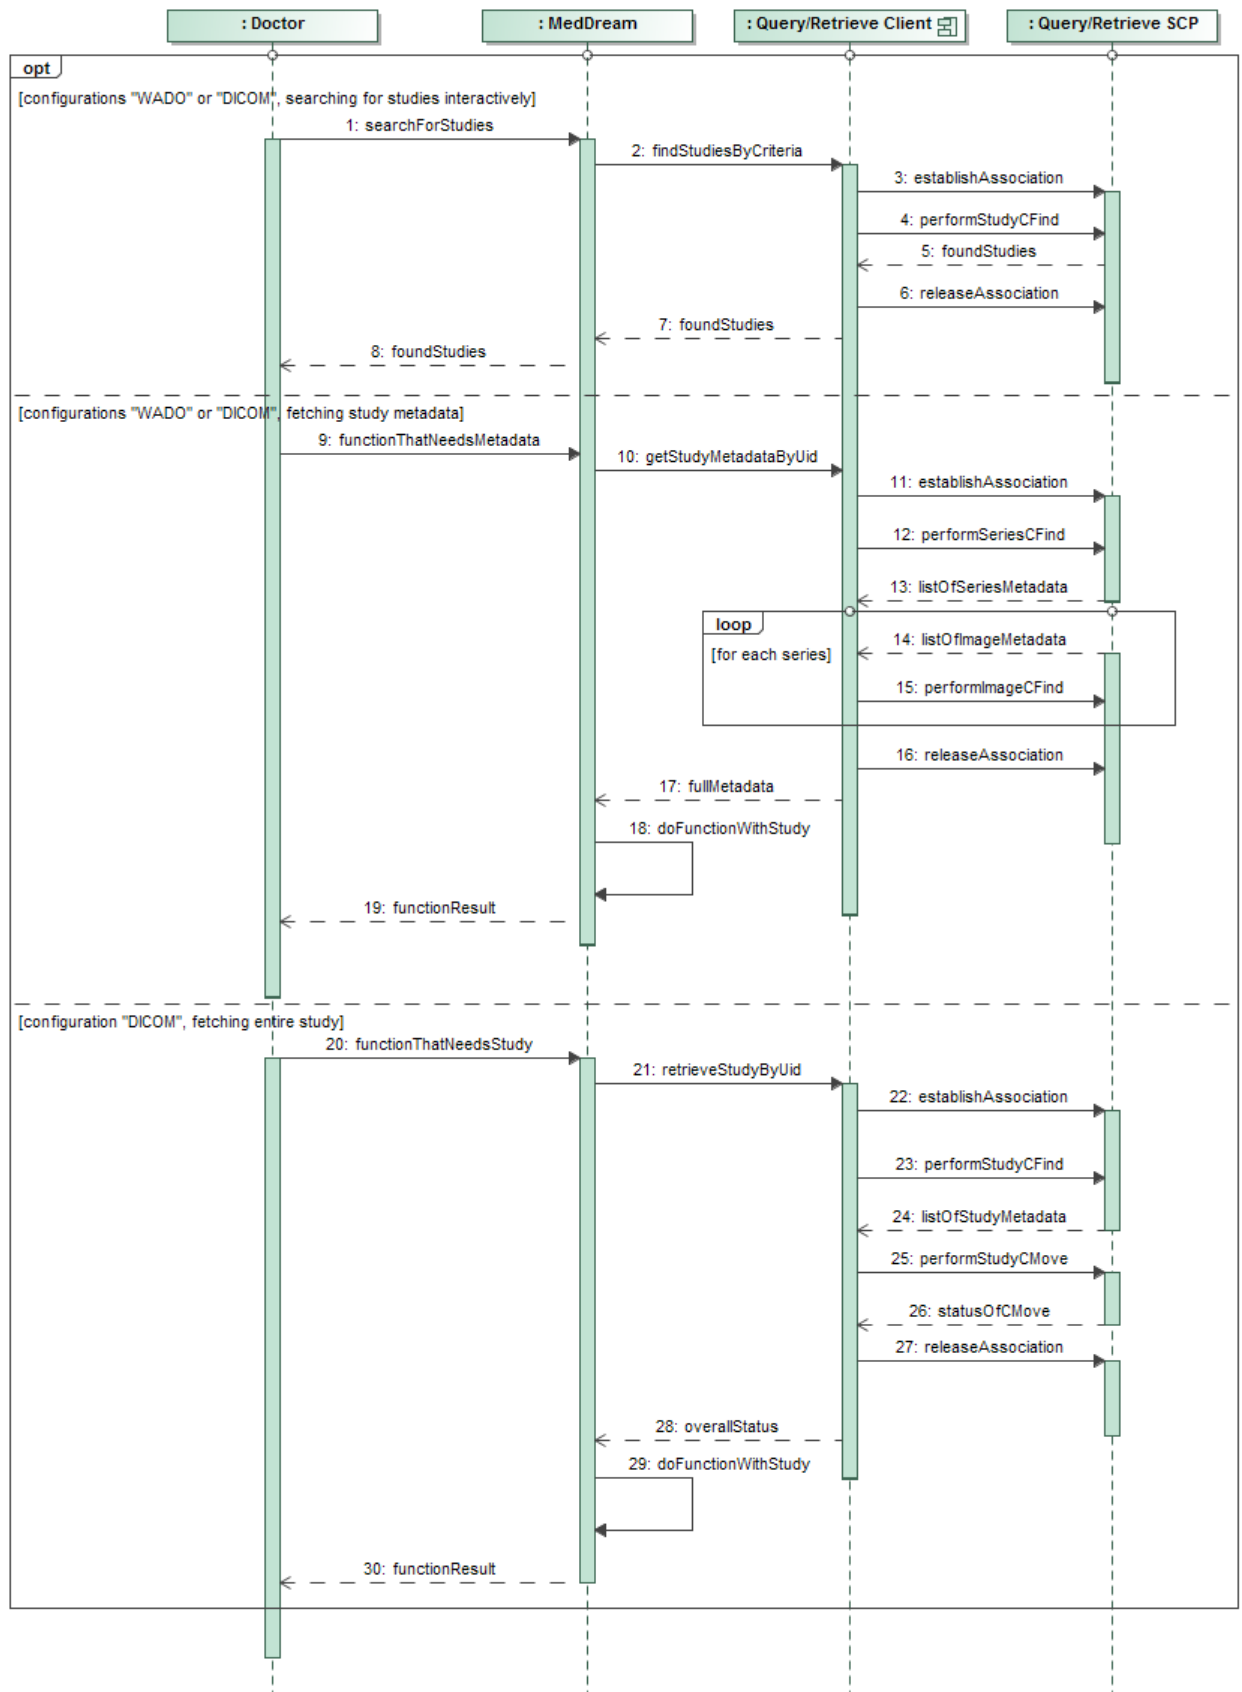 : Doctor
: MedDream
: Query/Retrieve Client
: Query/Retrieve SCP
opt
[configurations "WADO" or "DICOM", searching for studies interactively]
1: searchForStudies
2: findStudiesByCriteria
3: establishAssociation
4: performStudyCFind
5: foundStudies
6: releaseAssociation
7: foundStudies
8: foundStudies
[configurations "WADO" or "DICOM", fetching study metadata]
9: functionThatNeedsMetadata
10: getStudyMetadataByUid
11: establishAssociation
12: performSeriesCFind
13: listOfSeriesMetadata
loop
[for each series]
14: listOfImageMetadata
15: performImageCFind
16: releaseAssociation
17: fullMetadata
18: doFunctionWithStudy
19: functionResult
[configuration "DICOM", fetching entire study]
20: functionThatNeedsStudy
21: retrieveStudyByUid
22: establishAssociation
23: performStudyCFind
24: listOfStudyMetadata
25: performStudyCMove
26: statusOfCMove
27: releaseAssociation
28: overallStatus
29: doFunctionWithStudy
30: functionResult